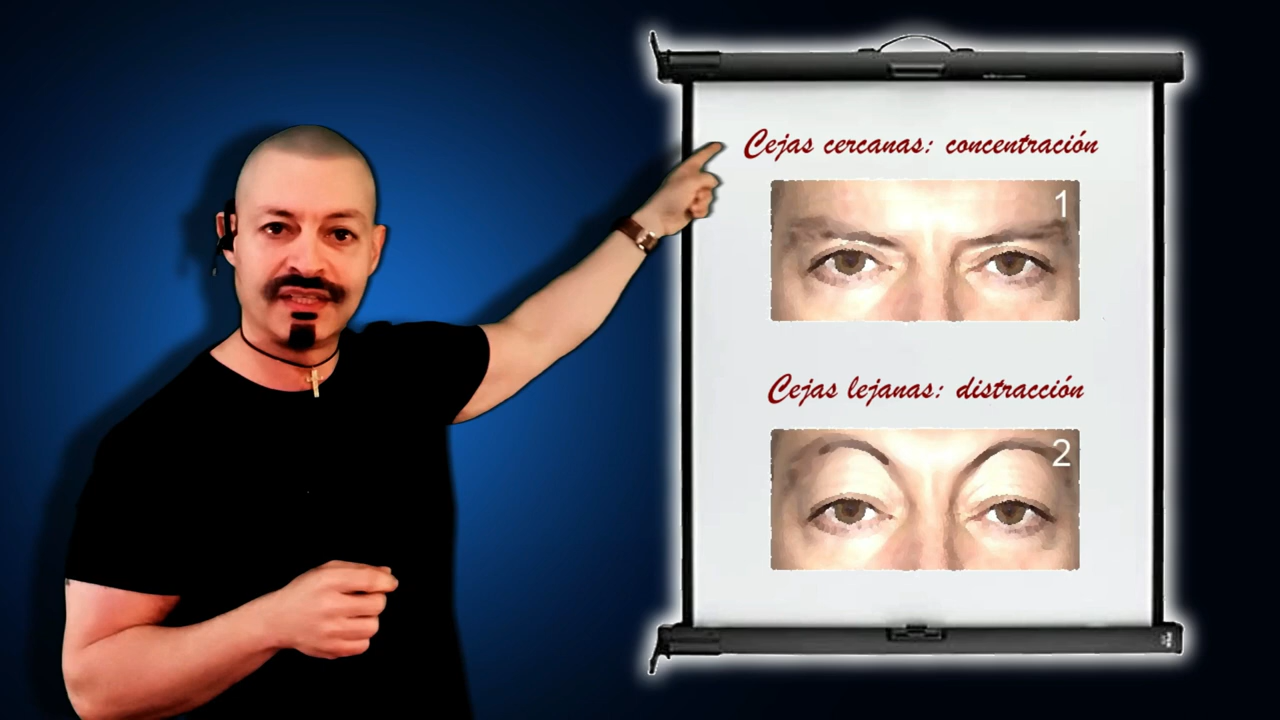 Cejas cercanas: concentración
1
Cejas lejanas: distracción
2